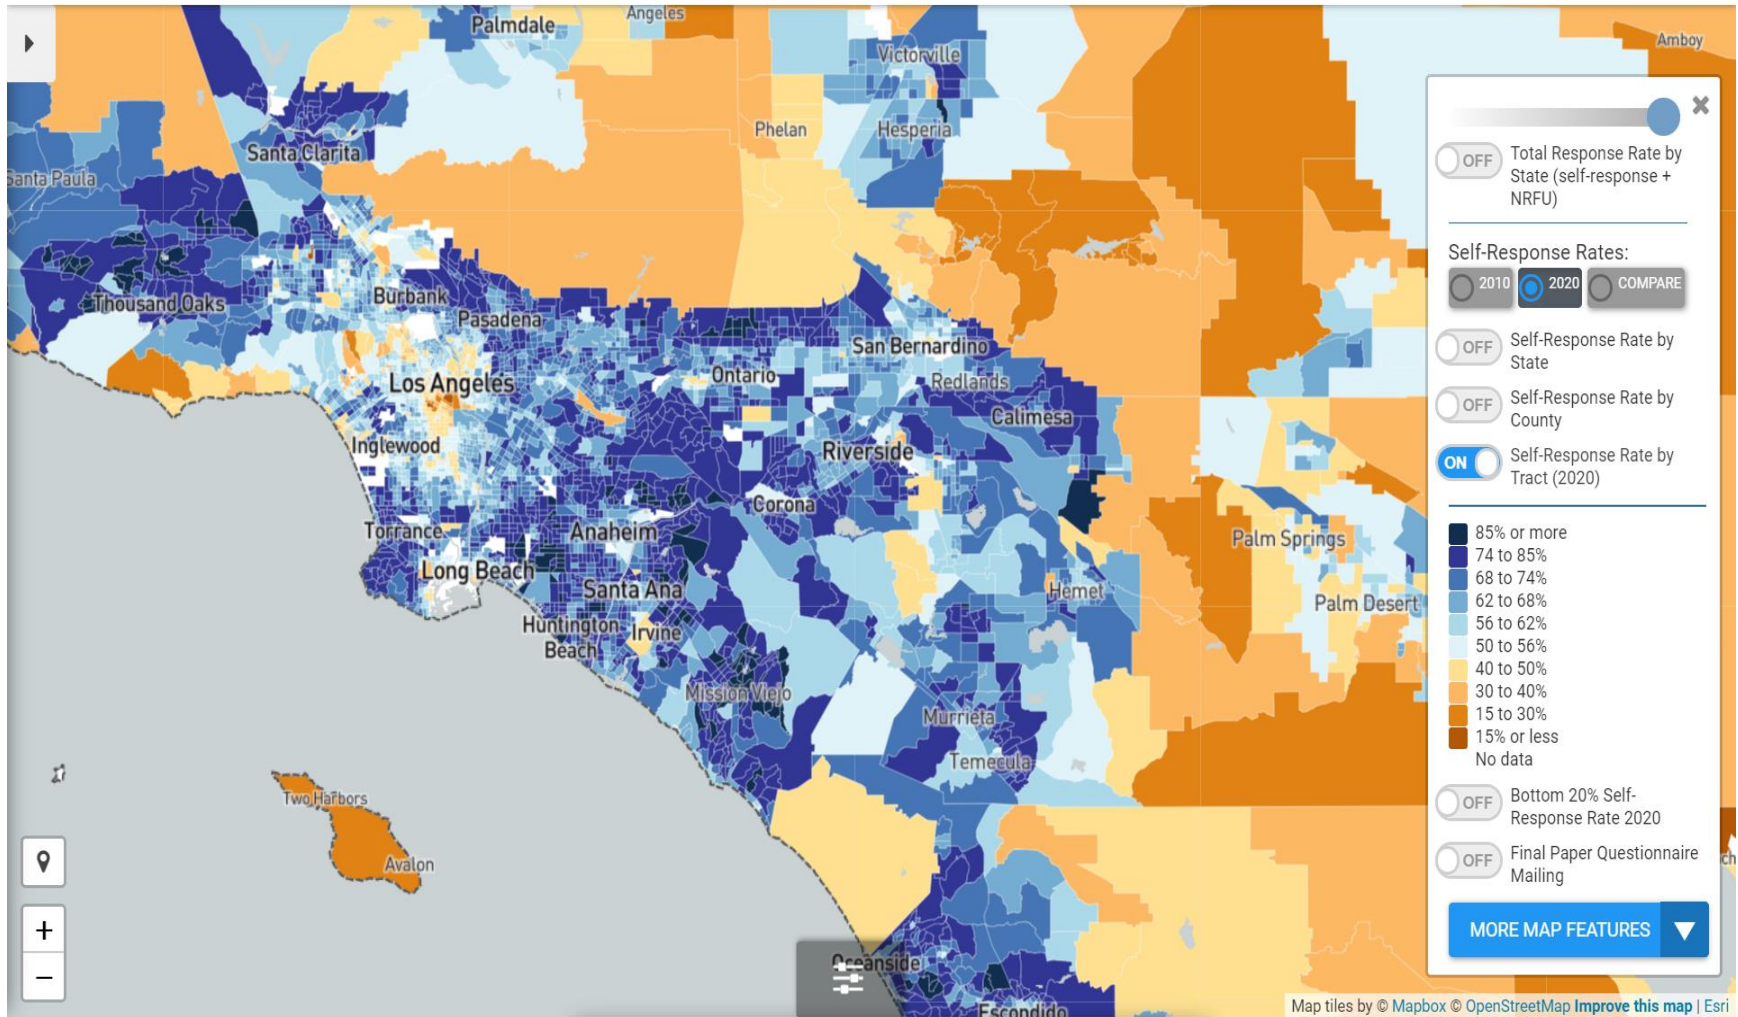 Palmdale
Angeles
Victorville
Amboy
Phelan
Hesperia
Santa Clarita
Santa Paula
Thousand Oaks
Burbank
Pasadena
San Bernardino
Los Angeles
Ontario
Redlands
Calimesa
Inglewood
Riverside
Corona
Torrance
Anaheim
Palm Springs
Long Beach
Santa Ana
Hemet
Palm Desert
Huntington
Beach
Irvine
Mission Viejo
Murrieta
Temecula
Two Harbors
Avalon
Oceanside
Escondido
+
−
OFF
Total Response Rate by
State (self-response +
NRFU)
Self-Response Rates:
2010 2020 COMPARE
OFF
Self-Response Rate by
State
OFF
Self-Response Rate by
County
ON
Self-Response Rate by
Tract (2020)
85% or more
74 to 85%
68 to 74%
62 to 68%
56 to 62%
50 to 56%
40 to 50%
30 to 40%
15 to 30%
15% or less
No data
OFF
Bottom 20% Self-
Response Rate 2020
OFF
Final Paper Questionnaire
Mailing
MORE MAP FEATURES
Map tiles by © Mapbox © OpenStreetMap Improve this map | Esri